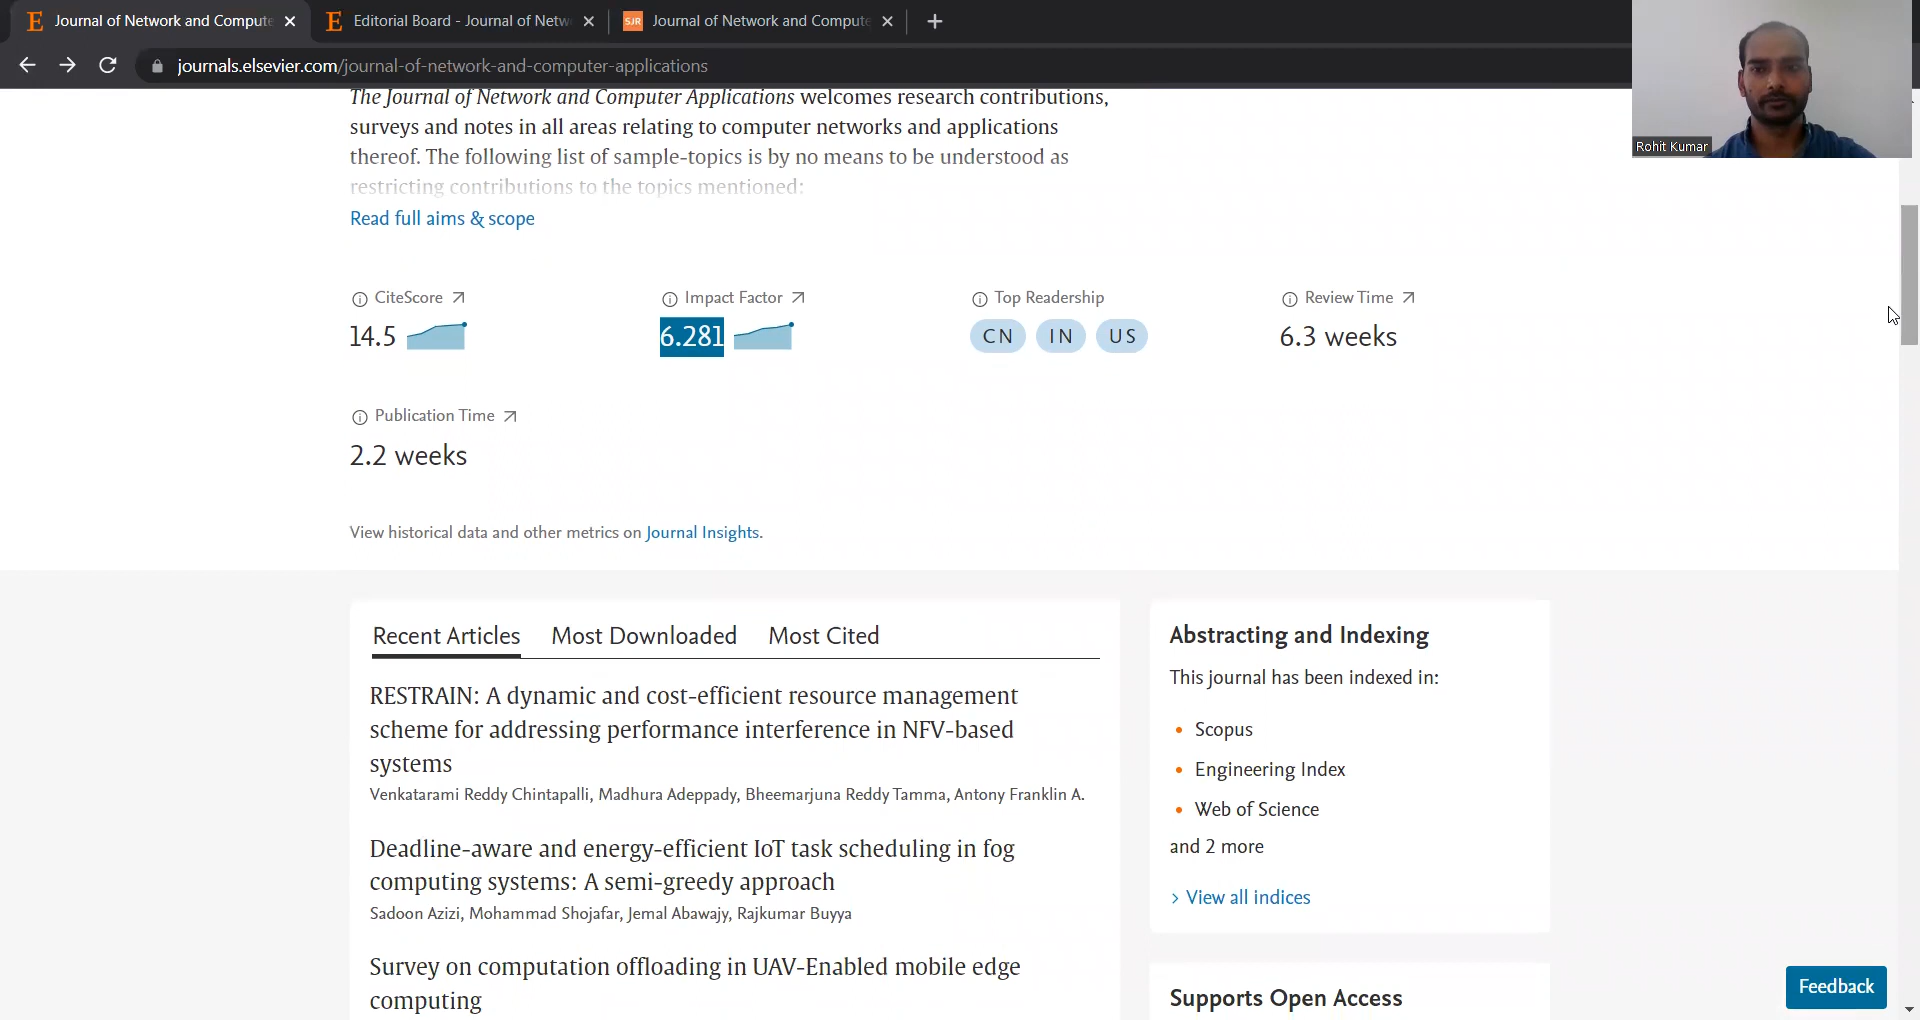 Journal of Network and Compute
Editorial Board - Journal of Netw
SJR Journal of Network and Compute
journals.elsevier.com/journal-of-network-and-computer-applications
Rohit Kumar
The Journal of Network and Computer Applications welcomes research contributions,
surveys and notes in all areas relating to computer networks and applications
thereof. The following list of sample-topics is by no means to be understood as
restricting contributions to the topics mentioned:
Read full aims & scope
CiteScore
14.5
Impact Factor
6.281
Top Readership
CN IN US
Review Time
6.3 weeks
Publication Time
2.2 weeks
View historical data and other metrics on Journal Insights.
Recent Articles Most Downloaded Most Cited
RESTRAIN: A dynamic and cost-efficient resource management
scheme for addressing performance interference in NFV-based
systems
Venkatarami Reddy Chintapalli, Madhura Adeppady, Bheemarjuna Reddy Tamma, Antony Franklin A.
Deadline-aware and energy-efficient IoT task scheduling in fog
computing systems: A semi-greedy approach
Sadoon Azizi, Mohammad Shojafar, Jemal Abawajy, Rajkumar Buyya
Survey on computation offloading in UAV-Enabled mobile edge
computing
Abstracting and Indexing
This journal has been indexed in:
• Scopus
• Engineering Index
• Web of Science
and 2 more
> View all indices
Supports Open Access
Feedback